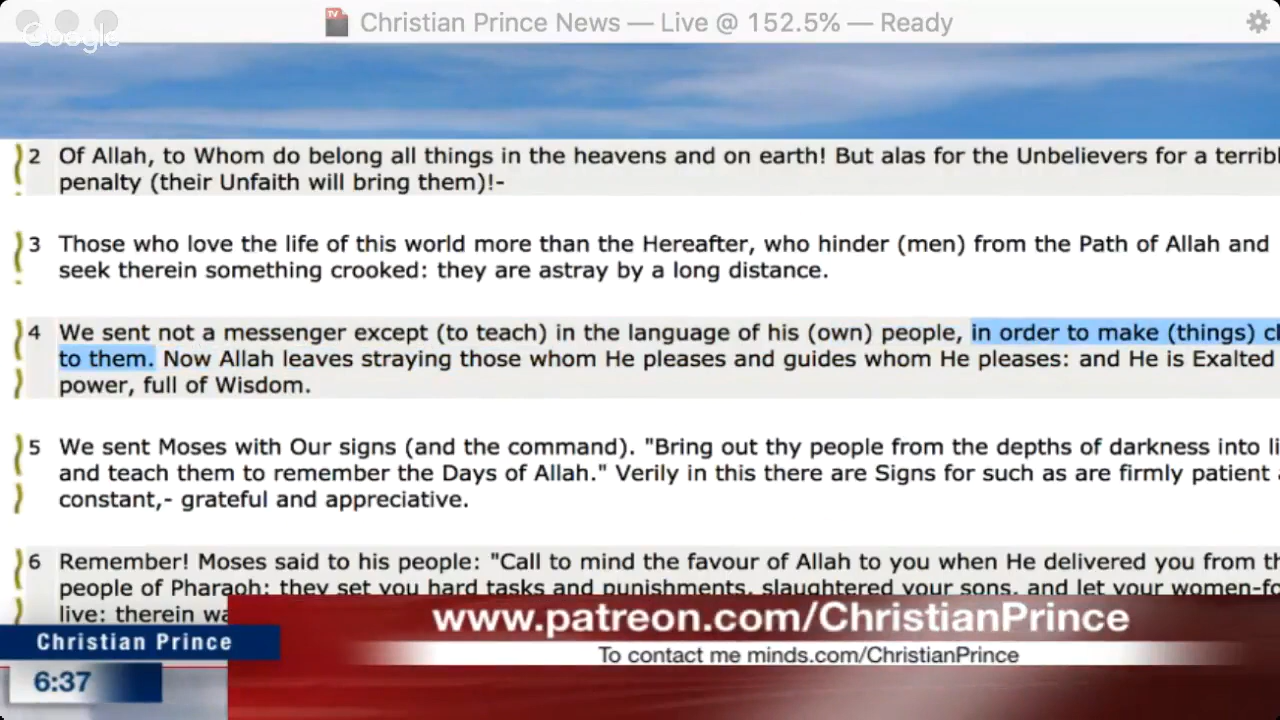 Christian Prince News — Live @ 152.5% — Ready
Google
2 Of Allah, to Whom do belong all things in the heavens and on earth! But alas for the Unbelievers for a
penalty (their Unfaith will bring them)!-
3 Those who love the life of this world more than the Hereafter, who hinder (men) from the Path of Allah and
seek therein something crooked: they are astray by a long distance.
4 We sent not a messenger except (to teach) in the language of his (own) people, in order to make (things)
to them. Now Allah leaves straying those whom He pleases and guides whom He pleases: and He is Exalted
power, full of Wisdom.
5 We sent Moses with Our signs (and the command). "Bring out thy people from the depths of darkness into
and teach them to remember the Days of Allah." Verily in this there are Signs for such as are firmly patient
constant,- grateful and appreciative.
6 Remember! Moses said to his people: "Call to mind the favour of Allah to you when He delivered you from
people of Pharaoh: they set you hard tasks and punishments, slaughtered your sons, and let your
live: therein
www.patreon.com/ChristianPrince
Christian Prince
To contact me minds.com/ChristianPrince
6:37